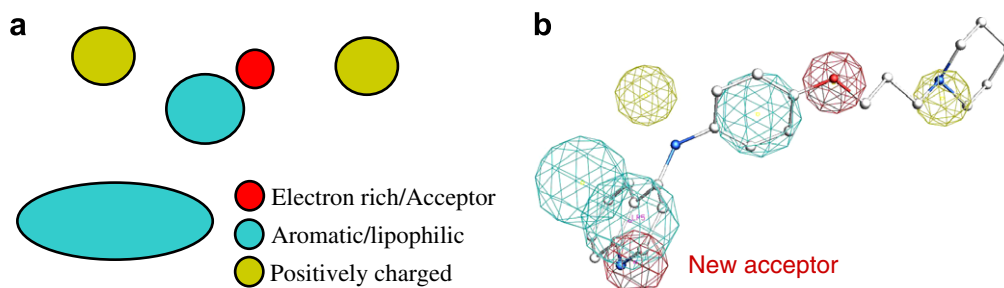 a
b
Electron rich/Acceptor
Aromatic/lipophilic
Positively charged
New acceptor